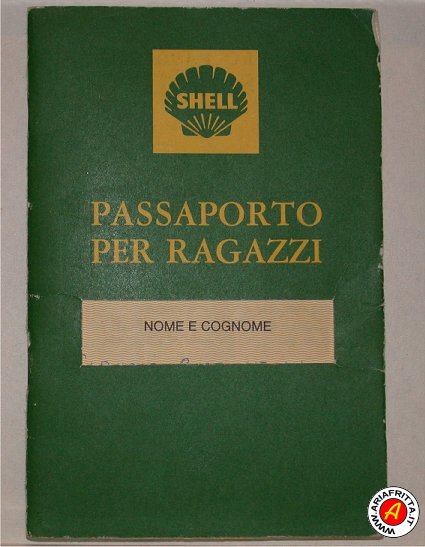 SHELL
PASSAPORTO
PER RAGAZZI
NOME E COGNOME
WWW.ARIAFRITTA.IT
A